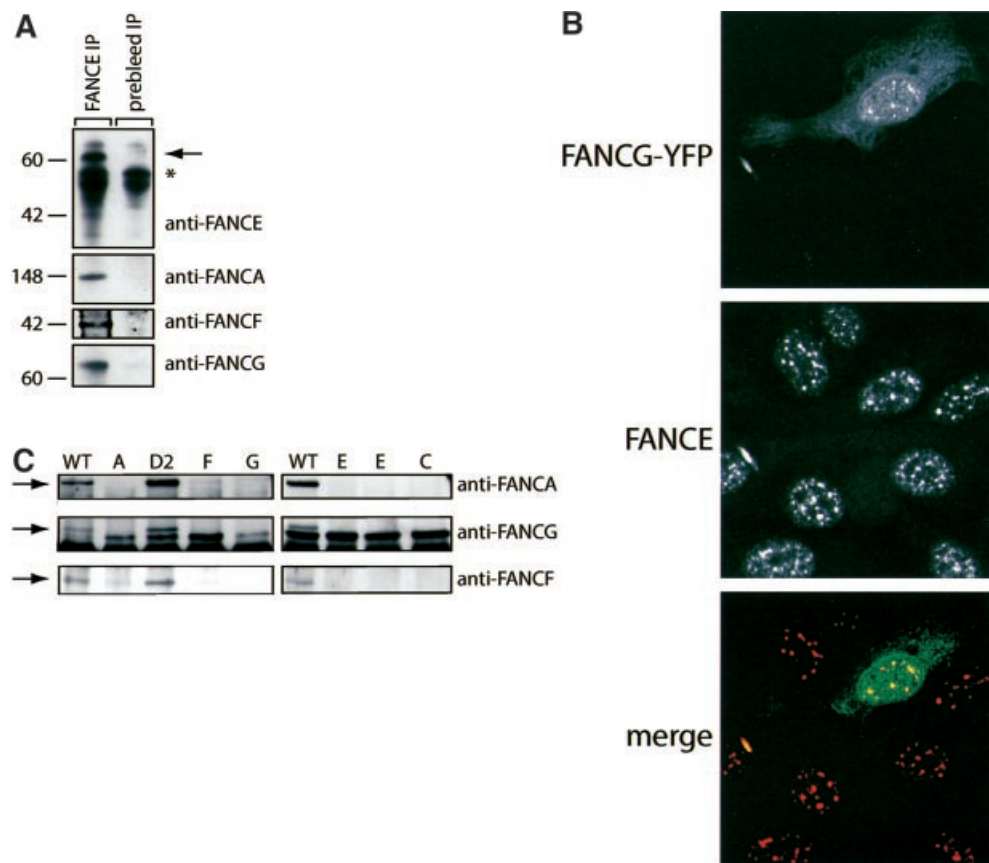 A
FANCE IP
prebleed IP
60
*
42
anti-FANCE
148
anti-FANCA
42
anti-FANCF
anti-FANCG
60
B
FANCG-YFP
FANCE
merge
C
WT A D2 F G WT E E C
anti-FANCA
anti-FANCG
anti-FANCF